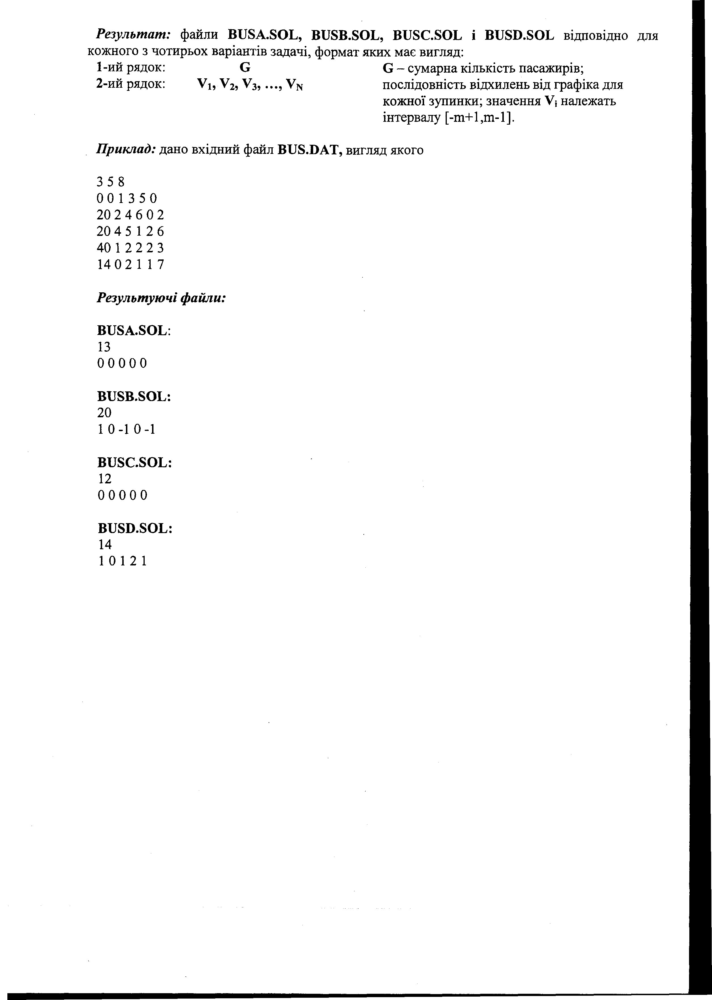 Результат: файли BUSA.SOL, BUSB.SOL, BUSC.SOL і BUSD.SOL відповідно для
кожного з чотирьох варіантів задачі, формат яких має вигляд:
1-ий рядок: G G – сумарна кількість пасажирів;
2-ий рядок: V1, V2, V3, ..., VN послідовність відхилень від графіка для
кожної зупинки; значення Vi належать
інтервалу [-m+1,m-1].
Приклад: дано вхідний файл BUS.DAT, вигляд якого
3 5 8
0 0 1 3 5 0
20 2 4 6 0 2
20 4 5 1 2 6
40 1 2 2 2 3
14 0 2 1 1 7
Результуючі файли:
BUSA.SOL:
13
0 0 0 0 0
BUSB.SOL:
20
1 0 -1 0 -1
BUSC.SOL:
12
0 0 0 0 0
BUSD.SOL:
14
1 0 1 2 1